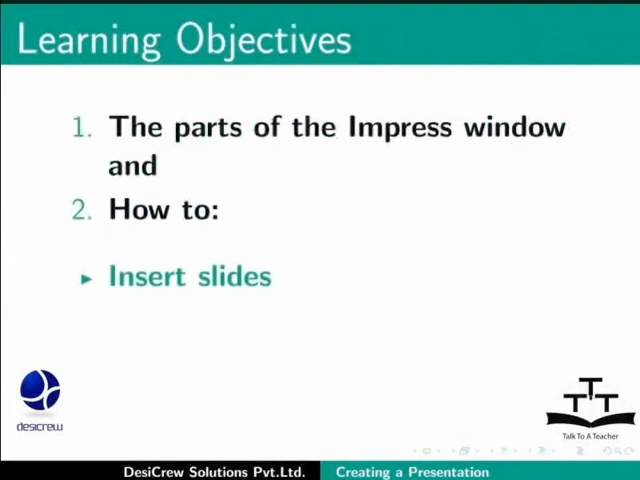 Learning Objectives
1. The parts of the Impress window
and
2. How to:
Insert slides
desicrew
TTT
Talk To A Teacher
DesiCrew Solutions Pvt.Ltd. Creating a Presentation